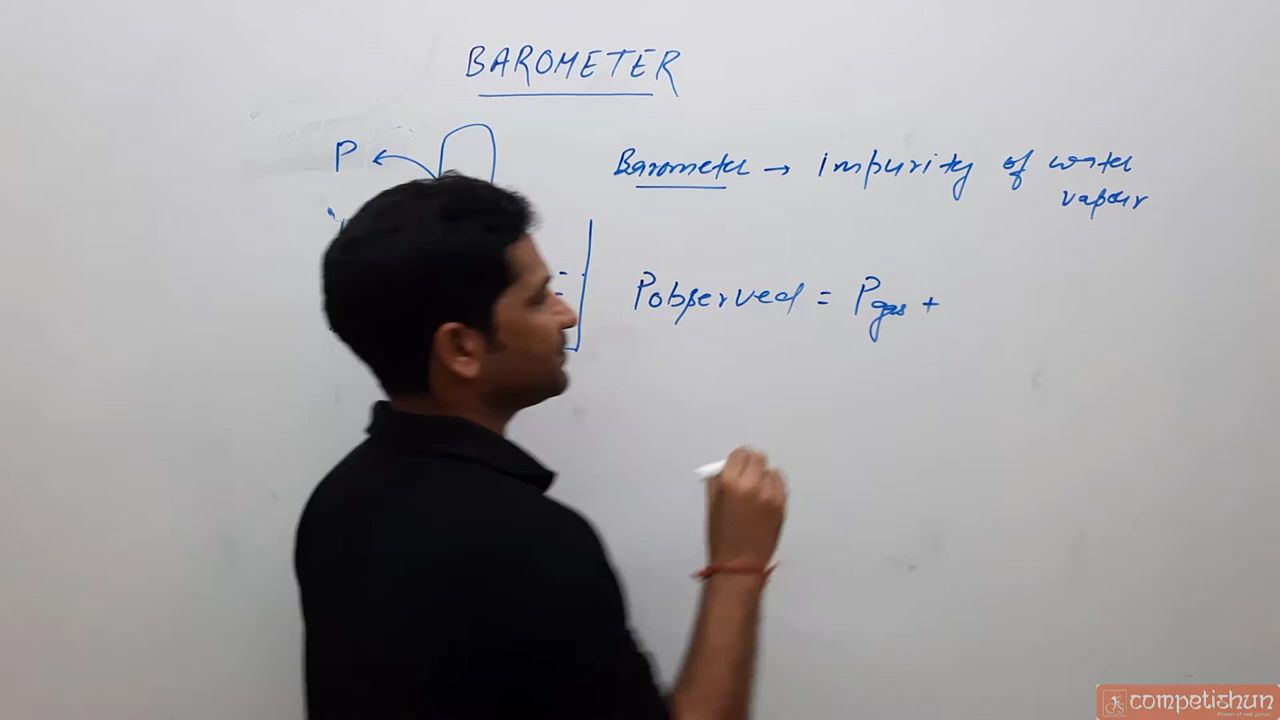 BAROMETER
P
Barometer → impurity of water
vapour
Pobserved = Pgas +
competishun